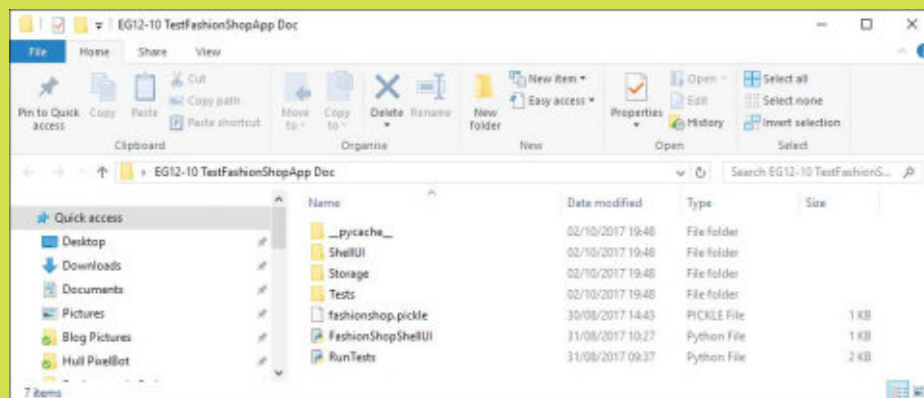 EG12-10 TestFashionShopApp Doc
File Home Share View
Pin to Quick access
Copy
Paste
Cut
Copy path
Paste shortcut
Clipboard
Move to
Copy to
Delete
Rename
Organise
New folder
New item
Easy access
New
Properties
Open
Edit
History
Open
Select all
Select none
Invert selection
Select
EG12-10 TestFashionShopApp Doc
Search EG12-10 TestFashionS...
Name Date modified Type Size
Quick access
Desktop
Downloads
Documents
Pictures
Blog Pictures
Hull PixelBot
__pycache__ 02/10/2017 19:48 File folder
ShellUI 02/10/2017 19:48 File folder
Storage 02/10/2017 19:48 File folder
Tests 02/10/2017 19:48 File folder
fashionshop.pickle 30/08/2017 14:43 PICKLE File 1 KB
FashionShopShellUI 31/08/2017 10:27 Python File 1 KB
RunTests 31/08/2017 09:37 Python File 2 KB
7 items